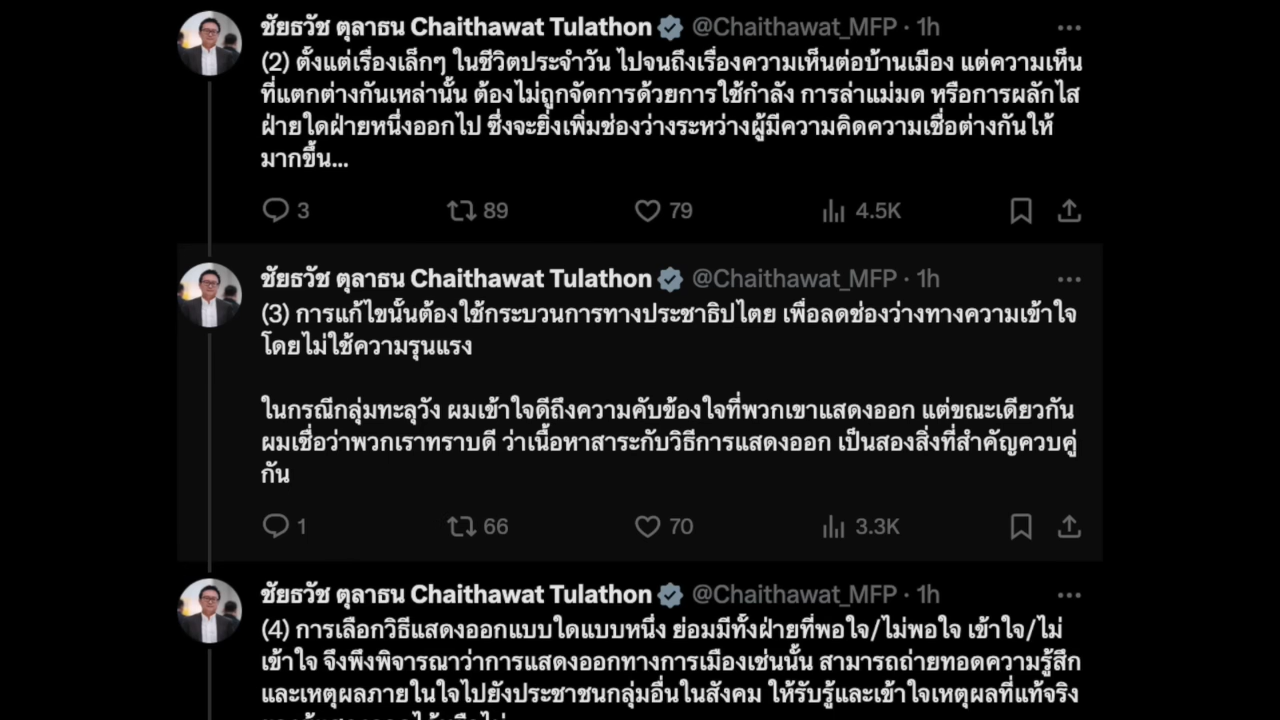 ชัยธวัช ตุลาธน Chaithawat Tulathon @Chaithawat_MFP · 1h
(2) ตั้งแต่เรื่องเล็กๆ ในชีวิตประจำวัน ไปจนถึงเรื่องความเห็นต่อบ้านเมือง แต่ความเห็น
ที่แตกต่างกันเหล่านั้น ต้องไม่ถูกจัดการด้วยการใช้กำลัง การล่าแม่มด หรือการผลักไส
ฝ่ายใดฝ่ายหนึ่งออกไป ซึ่งจะยิ่งเพิ่มช่องว่างระหว่างผู้มีความคิดความเชื่อต่างกันให้
มากขึ้น...
3 89 79 4.5K
ชัยธวัช ตุลาธน Chaithawat Tulathon @Chaithawat_MFP · 1h
(3) การแก้ไขนั้นต้องใช้กระบวนการทางประชาธิปไตย เพื่อลดช่องว่างทางความเข้าใจ
โดยไม่ใช้ความรุนแรง
ในกรณีกลุ่มทะลุวัง ผมเข้าใจดีถึงความคับข้องใจที่พวกเขาแสดงออก แต่ขณะเดียวกัน
ผมเชื่อว่าพวกเราทราบดี ว่าเนื้อหาสาระกับวิธีการแสดงออก เป็นสองสิ่งที่สำคัญควบคู่
กัน
1 66 70 3.3K
ชัยธวัช ตุลาธน Chaithawat Tulathon @Chaithawat_MFP · 1h
(4) การเลือกวิธีแสดงออกแบบใดแบบหนึ่ง ย่อมมีทั้งฝ่ายที่พอใจ/ไม่พอใจ เข้าใจ/ไม่
เข้าใจ จึงพึงพิจารณาว่าการแสดงออกทางการเมืองเช่นนั้น สามารถถ่ายทอดความรู้สึก
และเหตุผลภายในใจไปยังประชาชนกลุ่มอื่นในสังคม ให้รับรู้และเข้าใจเหตุผลที่แท้จริง